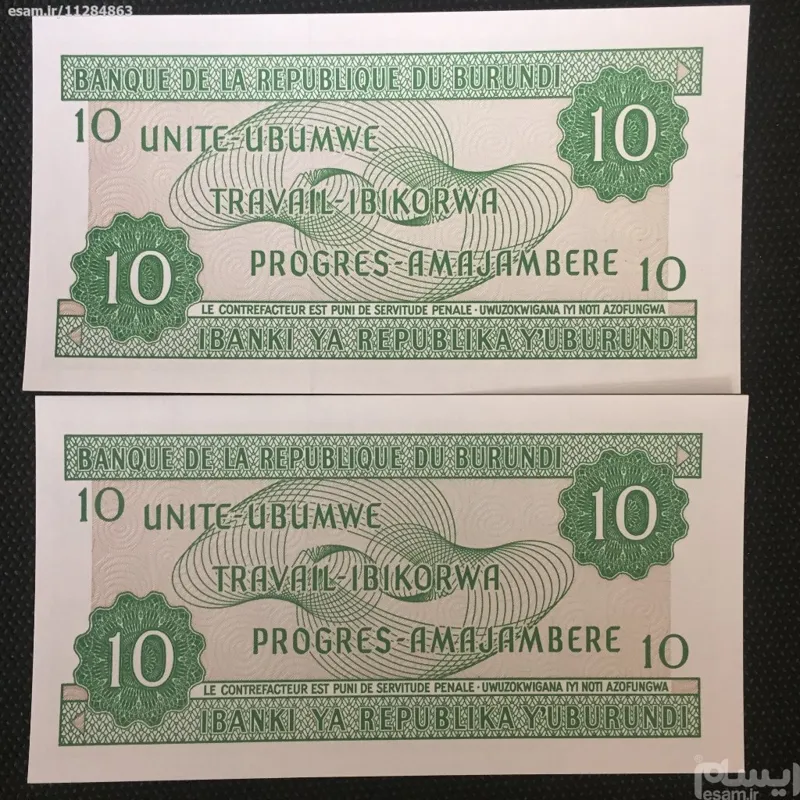 esam.ir/11284863
BANQUE DE LA REPUBLIQUE DU BURUNDI
10 UNITE-UBUMWE 10
TRAVAIL-IBIKORWA
10 PROGRES-AMAJAMBERE 10
LE CONTREFACTEUR EST PUNI DE SERVITUDE PENALE · UWUZOKWIGANA IYI NOTI AZOFUNGWA
IBANKI YA REPUBLIKA Y'UBURUNDI
BANQUE DE LA REPUBLIQUE DU BURUNDI
10 UNITE-UBUMWE 10
TRAVAIL-IBIKORWA
10 PROGRES-AMAJAMBERE 10
LE CONTREFACTEUR EST PUNI DE SERVITUDE PENALE · UWUZOKWIGANA IYI NOTI AZOFUNGWA
IBANKI YA REPUBLIKA Y'UBURUNDI
ایسام
esam.ir